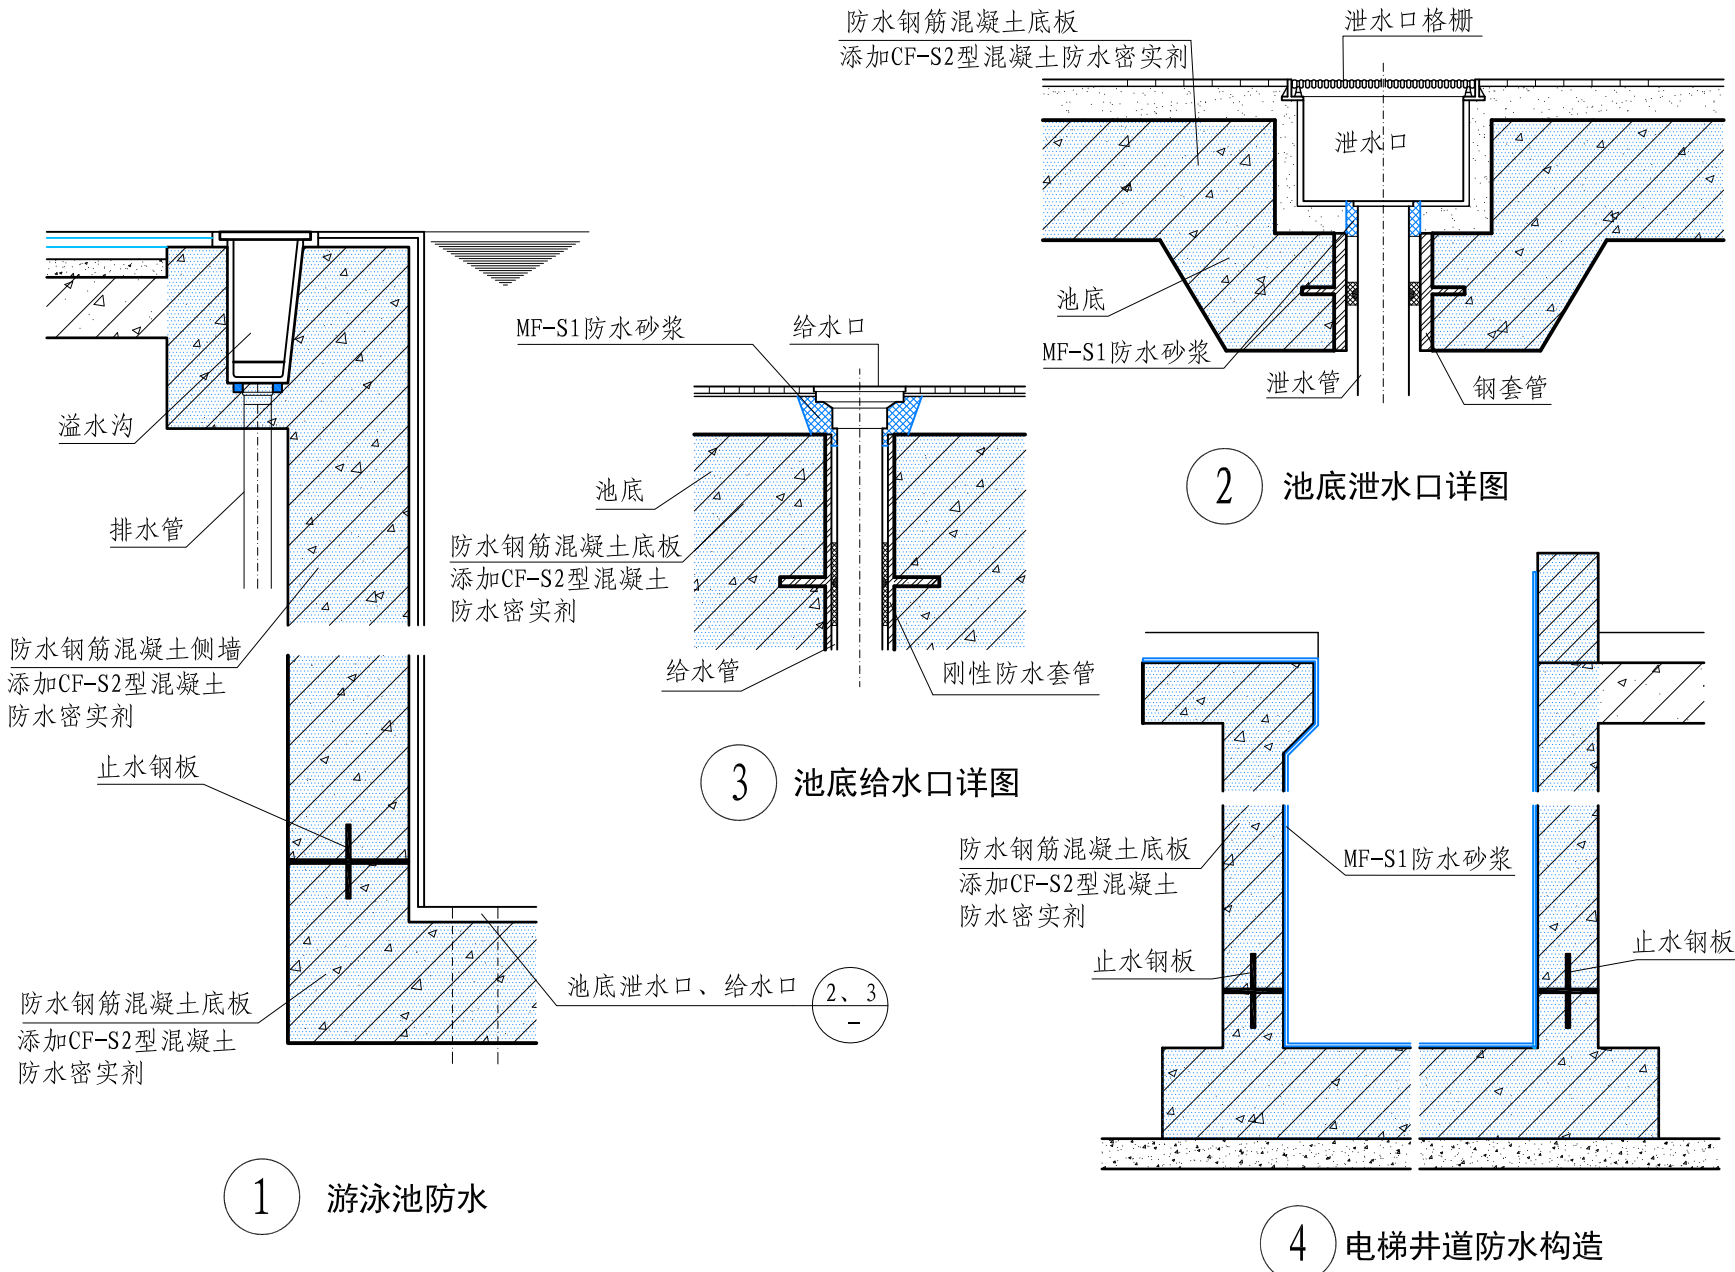 防水钢筋混凝土底板
添加CF-S2型混凝土防水密实剂
泄水口格栅
泄水口
池底
MF-S1防水砂浆
泄水管
钢套管
2 池底泄水口详图
溢水沟
排水管
防水钢筋混凝土侧墙
添加CF-S2型混凝土
防水密实剂
止水钢板
防水钢筋混凝土底板
添加CF-S2型混凝土
防水密实剂
池底泄水口、给水口
2、3
-
1 游泳池防水
MF-S1防水砂浆
给水口
池底
防水钢筋混凝土底板
添加CF-S2型混凝土
防水密实剂
给水管
刚性防水套管
3 池底给水口详图
防水钢筋混凝土底板
添加CF-S2型混凝土
防水密实剂
MF-S1防水砂浆
止水钢板
止水钢板
4 电梯井道防水构造